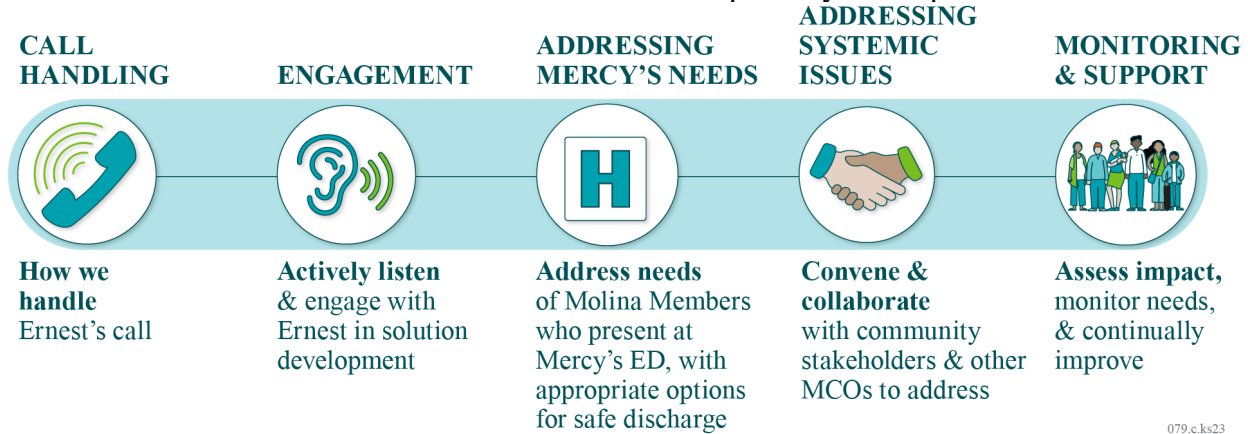 CALL
HANDLING
ENGAGEMENT
ADDRESSING
MERCY'S NEEDS
ADDRESSING
SYSTEMIC
ISSUES
MONITORING
& SUPPORT
H
How we
handle
Ernest's call
Actively listen
& engage with
Ernest in solution
development
Address needs
of Molina Members
who present at
Mercy's ED, with
appropriate options
for safe discharge
Convene &
collaborate
with community
stakeholders & other
MCOs to address
Assess impact,
monitor needs,
& continually
improve
079.c.ks23